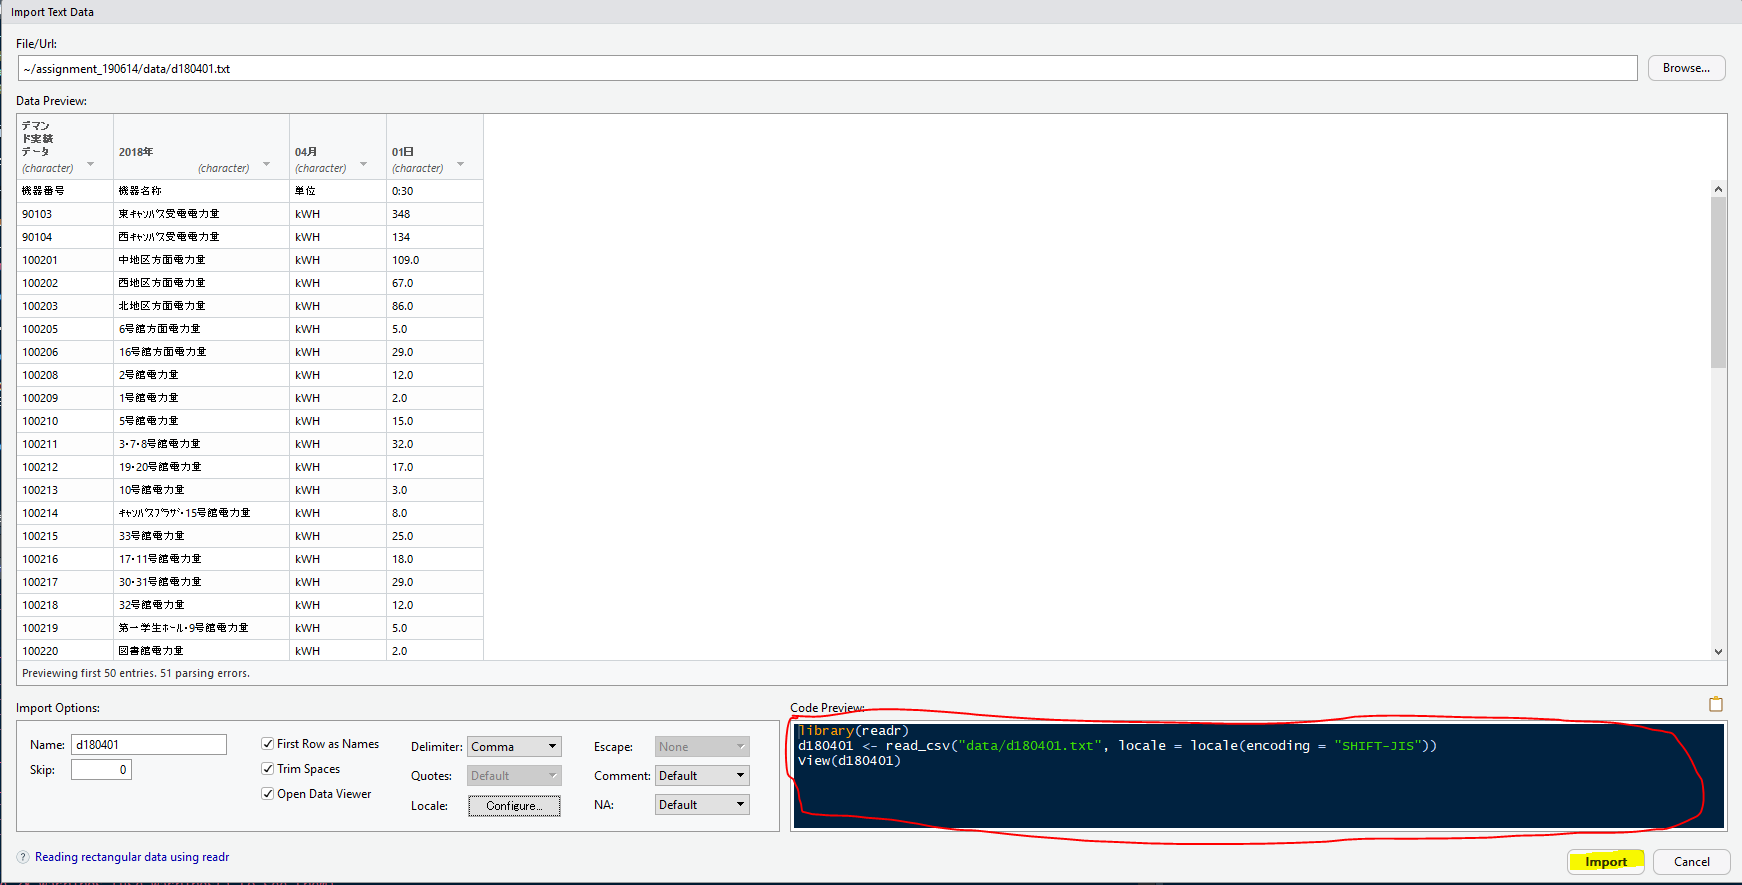 Import Text Data
File/Url:
~/assignment_190614/data/d180401.txt
Browse...
Data Preview:
デマン
ド実績
データ
(character)
2018年
(character)
04月
(character)
01日
(character)
機器番号 機器名称 単位 0:30
90103 東ｷｬﾝﾊﾟｽ受電電力量 kWH 348
90104 西ｷｬﾝﾊﾟｽ受電電力量 kWH 134
100201 中地区方面電力量 kWH 109.0
100202 西地区方面電力量 kWH 67.0
100203 北地区方面電力量 kWH 86.0
100205 6号館方面電力量 kWH 5.0
100206 16号館方面電力量 kWH 29.0
100208 2号館電力量 kWH 12.0
100209 1号館電力量 kWH 2.0
100210 5号館電力量 kWH 15.0
100211 3･7･8号館電力量 kWH 32.0
100212 19･20号館電力量 kWH 17.0
100213 10号館電力量 kWH 3.0
100214 ｷｬﾝﾊﾟｽﾌﾟﾗｻﾞ･15号館電力量 kWH 8.0
100215 33号館電力量 kWH 25.0
100216 17･11号館電力量 kWH 18.0
100217 30･31号館電力量 kWH 29.0
100218 32号館電力量 kWH 12.0
100219 第一学生ﾎｰﾙ･9号館電力量 kWH 5.0
100220 図書館電力量 kWH 2.0
Previewing first 50 entries. 51 parsing errors.
Import Options:
Name: d180401
Skip: 0
First Row as Names
Trim Spaces
Open Data Viewer
Delimiter: Comma
Quotes: Default
Locale: Configure...
Escape: None
Comment: Default
NA: Default
Code Preview:
library(readr)
d180401 <- read_csv("data/d180401.txt", locale = locale(encoding = "SHIFT-JIS"))
View(d180401)
? Reading rectangular data using readr
Import
Cancel